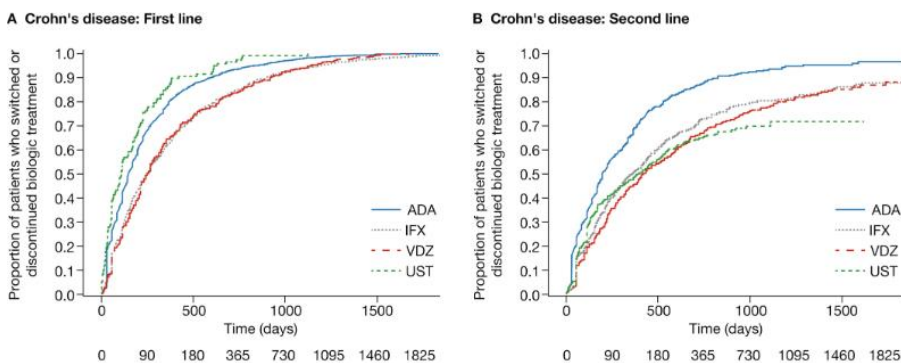 A Crohn's disease: First line
Proportion of patients who switched or
discontinued biologic treatment
1.0
0.9
0.8
0.7
0.6
0.5
0.4
0.3
0.2
0.1
0.0
ADA
IFX
VDZ
UST
0 500 1000 1500
Time (days)
0 90 180 365 730 1095 1460 1825
B Crohn's disease: Second line
Proportion of patients who switched or
discontinued biologic treatment
1.0
0.9
0.8
0.7
0.6
0.5
0.4
0.3
0.2
0.1
0.0
ADA
IFX
VDZ
UST
0 500 1000 1500
Time (days)
0 90 180 365 730 1095 1460 1825